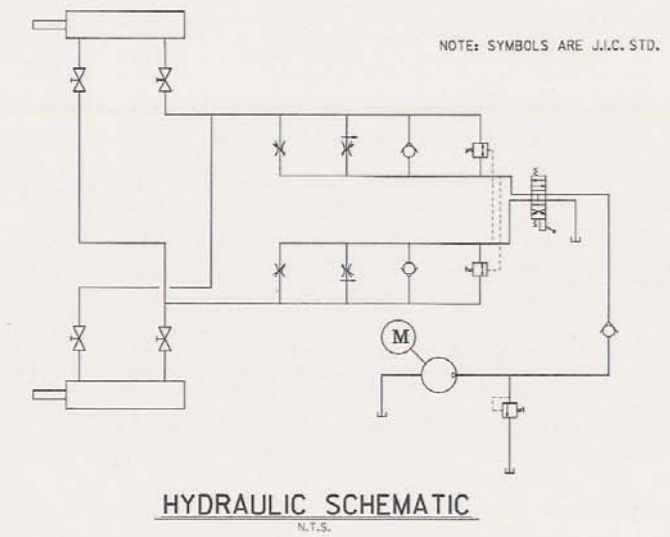 NOTE: SYMBOLS ARE J.I.C. STD.
M
HYDRAULIC SCHEMATIC
N.T.S.